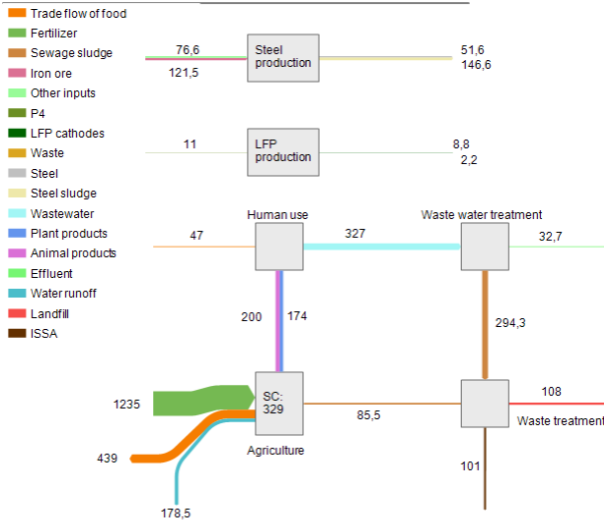 Trade flow of food
Fertilizer
Sewage sludge
Iron ore
Other inputs
P4
LFP cathodes
Waste
Steel
Steel sludge
Wastewater
Plant products
Animal products
Effluent
Water runoff
Landfill
ISSA
76,6
121,5
Steel
production
51,6
146,6
11
LFP
production
8,8
2,2
Human use
Waste water treatment
47
327
32,7
200
174
294,3
1235
SC:
329
85,5
108
439
Agriculture
Waste treatment
101
178,5